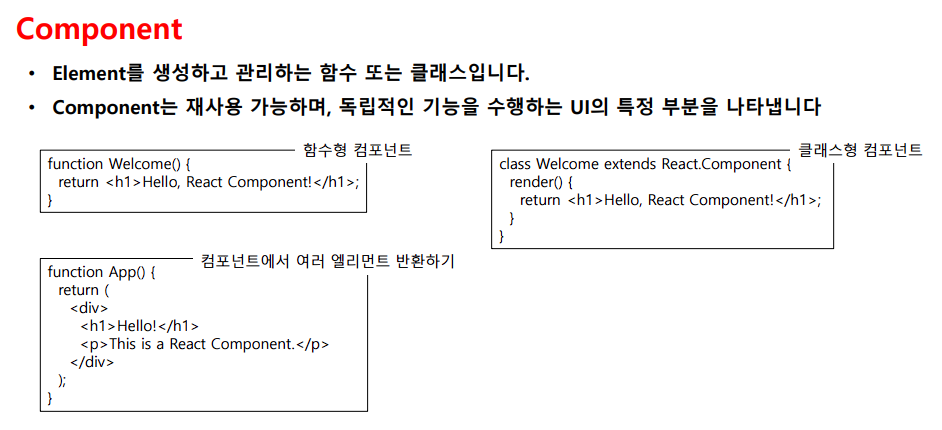 Component
• Element를 생성하고 관리하는 함수 또는 클래스입니다.
• Component는 재사용 가능하며, 독립적인 기능을 수행하는 UI의 특정 부분을 나타냅니다
함수형 컴포넌트
function Welcome() {
return <h1>Hello, React Component!</h1>;
}
클래스형 컴포넌트
class Welcome extends React.Component {
render() {
return <h1>Hello, React Component!</h1>;
}
}
컴포넌트에서 여러 엘리먼트 반환하기
function App() {
return (
<div>
<h1>Hello!</h1>
<p>This is a React Component.</p>
</div>
);
}